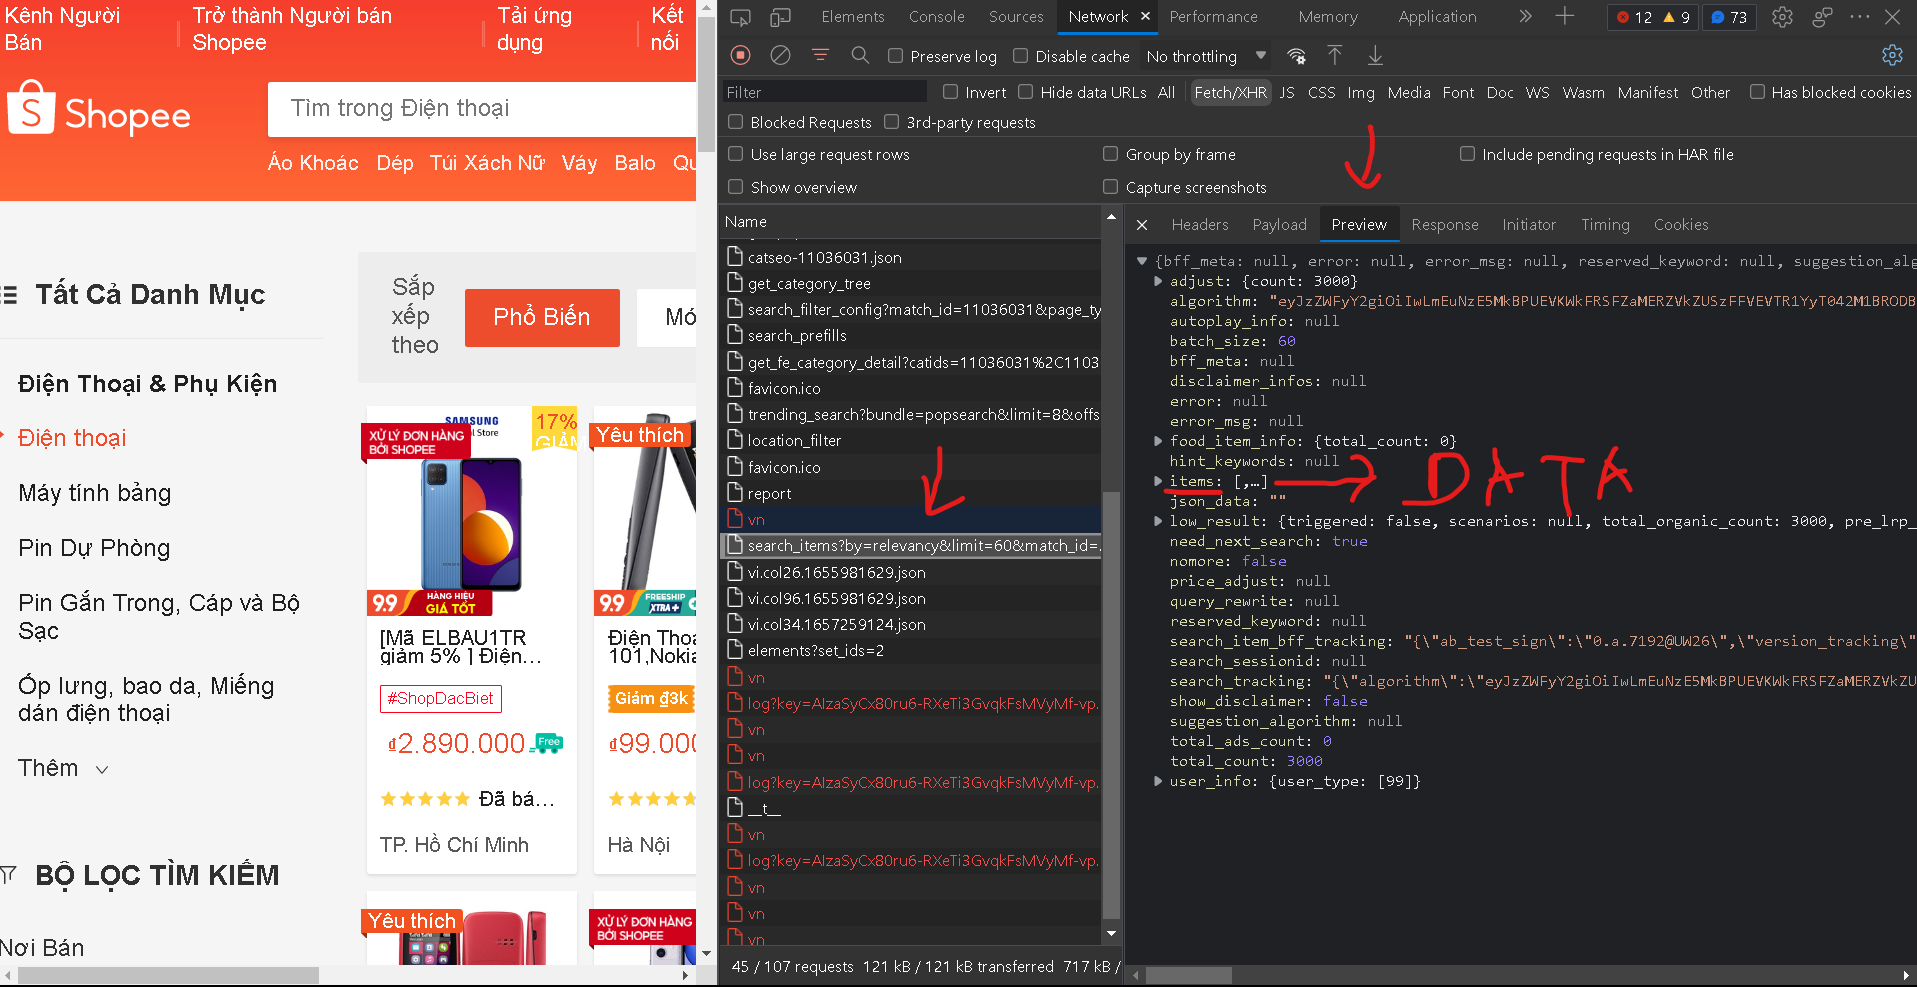 Kênh Người Bán
Trở thành Người bán Shopee
Tải ứng dụng
Kết nối
Shopee
Tìm trong Điện thoại
Áo Khoác Dép Túi Xách Nữ Váy Balo
Tất Cả Danh Mục
Điện Thoại & Phụ Kiện
Điện thoại
Máy tính bảng
Pin Dự Phòng
Pin Gắn Trong, Cáp và Bộ
Sạc
Ốp lưng, bao da, Miếng
dán điện thoại
Thêm
BỘ LỌC TÌM KIẾM
Nơi Bán
Sắp
xếp
theo
Phổ Biến
SAMSUNG
17%
GIẢM
XỬ LÝ ĐƠN HÀNG
BỞI SHOPEE
9.9 HÀNG HIỆU
GIÁ TỐT
[Mã ELBAU1TR
giảm 5% ] Điện...
#ShopDacBiet
₫2.890.000 Free
Đã bá...
TP. Hồ Chí Minh
Yêu thích
9.9 FREESHIP
XTRA+
Điện Thoạ
101,Nokia
Giảm ₫3k
₫99.000
Hà Nội
Yêu thích
XỬ LÝ ĐƠN HÀNG
BỞI SHOPEE
Elements Console Sources Network Performance Memory Application 12 9 73
Preserve log Disable cache No throttling
Filter Invert Hide data URLs All Fetch/XHR JS CSS Img Media Font Doc WS Wasm Manifest Other Has blocked cookies
Blocked Requests 3rd-party requests
Use large request rows Group by frame Include pending requests in HAR file
Show overview Capture screenshots
Name
catseo-11036031.json
get_category_tree
search_filter_config?match_id=11036031&page_ty
search_prefills
get_fe_category_detail?catids=11036031%2C1103
favicon.ico
trending_search?bundle=popsearch&limit=8&offs
location_filter
favicon.ico
report
vn
search_items?by=relevancy&limit=60&match_id=.
vi.col26.1655981629.json
vi.col96.1655981629.json
vi.col34.1657259124.json
elements?set_ids=2
vn
log?key=AIzaSyCx80ru6-RXeTi3GvqkFsMVyMf-vp.
vn
vn
log?key=AIzaSyCx80ru6-RXeTi3GvqkFsMVyMf-vp.
__t__
vn
log?key=AIzaSyCx80ru6-RXeTi3GvqkFsMVyMf-vp.
vn
vn
vn
45 / 107 requests 121 kB / 121 kB transferred 717 kB /
Headers Payload Preview Response Initiator Timing Cookies
{bff_meta: null, error: null, error_msg: null, reserved_keyword: null, suggestion_alg
adjust: {count: 3000}
algorithm:
autoplay_info: null
batch_size: 60
bff_meta: null
disclaimer_infos: null
error: null
error_msg: null
food_item_info: {total_count: 0}
hint_keywords: null
items: [,…] DATA
json_data: ""
low_result: {triggered: false, scenarios: null, total_organic_count: 3000, pre_lrp_
need_next_search: true
nomore: false
price_adjust: null
query_rewrite: null
reserved_keyword: null
search_item_bff_tracking: "{\"ab_test_sign\":\"0.a.7192@UW26\",\"version_tracking\"
search_sessionid: null
search_tracking: "{\"algorithm\":
show_disclaimer: false
suggestion_algorithm: null
total_ads_count: 0
total_count: 3000
user_info: {user_type: [99]}